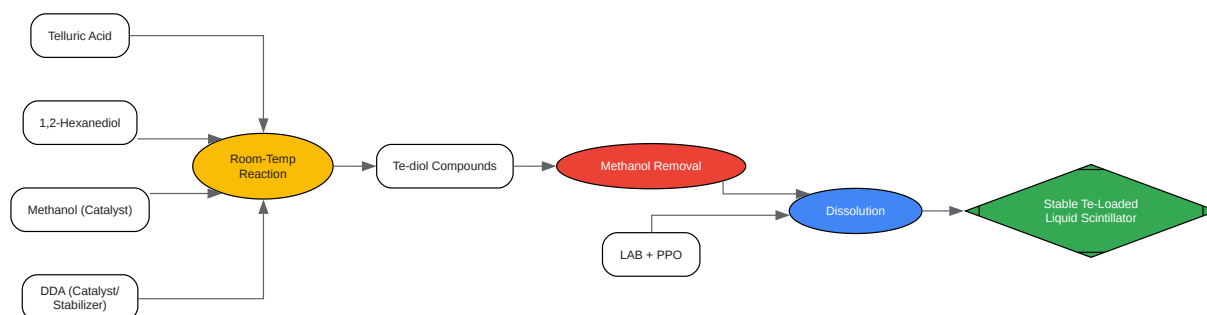 Telluric Acid
1,2-Hexanediol
Methanol (Catalyst)
DDA (Catalyst/
Stabilizer)
Room-Temp
Reaction
Te-diol Compounds
Methanol Removal
LAB + PPO
Dissolution
Stable Te-Loaded
Liquid Scintillator